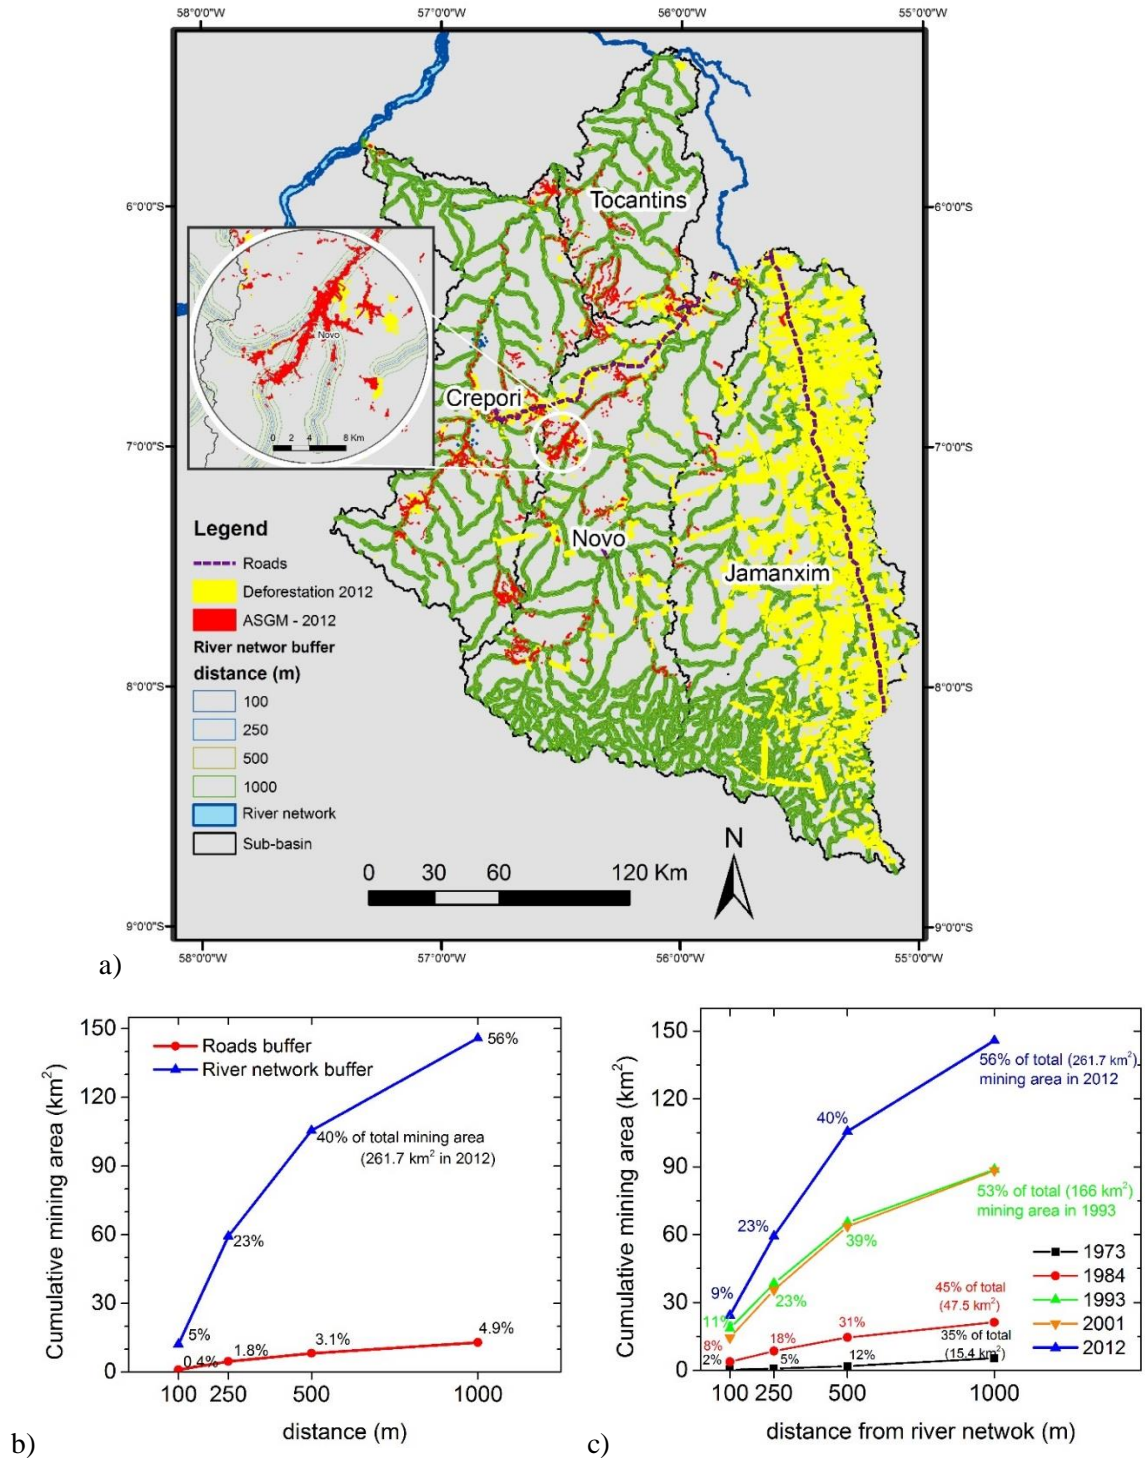 58°0'0"W 57°0'0"W 56°0'0"W 55°0'0"W
6°0'0"S 6°0'0"S
7°0'0"S 7°0'0"S
8°0'0"S 8°0'0"S
9°0'0"S 9°0'0"S
Tocantins
Crepori
Novo
Jamanxim
Novo
0 2 4 8 Km
Legend
Roads
Deforestation 2012
ASGM - 2012
River networ buffer
distance (m)
100
250
500
1000
River network
Sub-basin
N
0 30 60 120 Km
58°0'0"W 57°0'0"W 56°0'0"W 55°0'0"W
a)
Cumulative mining area (km²)
150
120
90
60
30
0
Roads buffer
River network buffer
56%
40% of total mining area
(261.7 km² in 2012)
23%
5%
0.4%
1.8%
3.1%
4.9%
100 250 500 1000
distance (m)
b)
Cumulative mining area (km²)
150
120
90
60
30
0
56% of total (261.7 km²)
mining area in 2012
40%
23%
9%
53% of total (166 km²)
mining area in 1993
39%
23%
11%
45% of total
(47.5 km²)
31%
18%
8%
35% of total
(15.4 km²)
12%
5%
2%
1973
1984
1993
2001
2012
100 250 500 1000
distance from river netwok (m)
c)